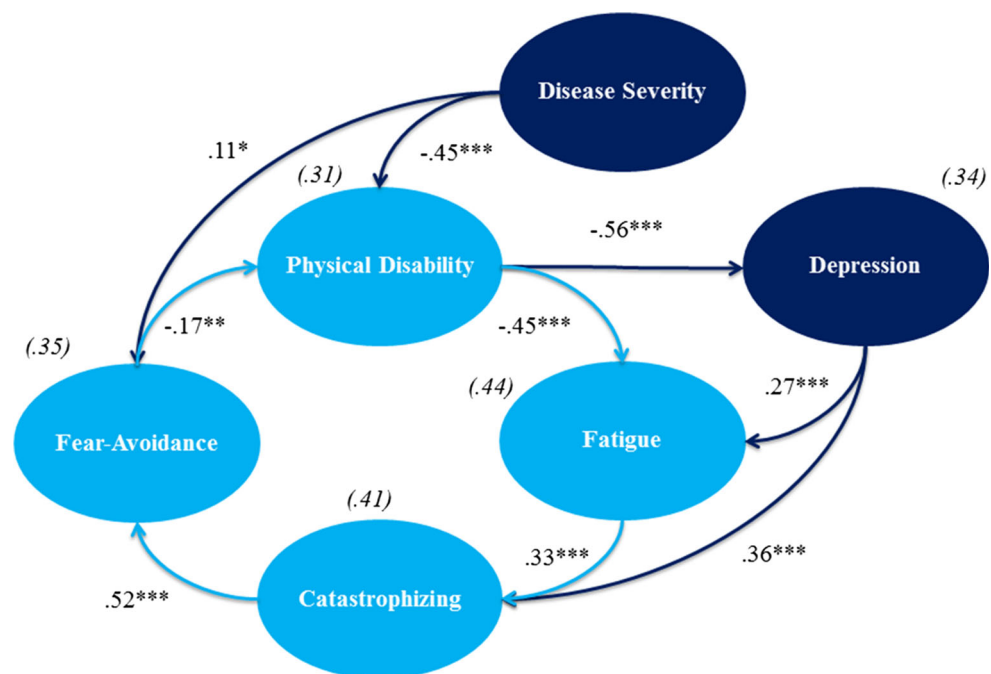 Disease Severity
.11*
-.45***
(.31)
(.34)
-.56***
Physical Disability
Depression
-.17**
-.45***
(.35)
(.44)
.27***
Fear-Avoidance
Fatigue
(.41)
.33***
.36***
.52***
Catastrophizing